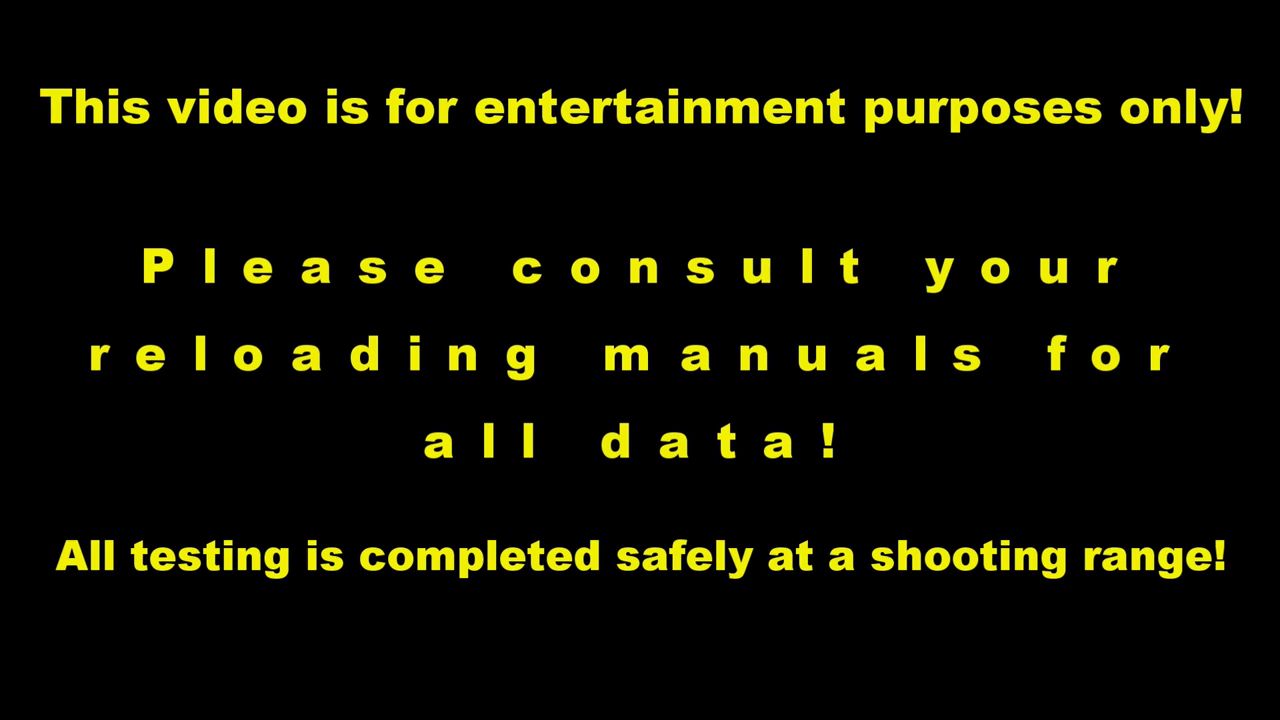 This video is for entertainment purposes only!
Please consult your
reloading manuals for
all data!
All testing is completed safely at a shooting range!